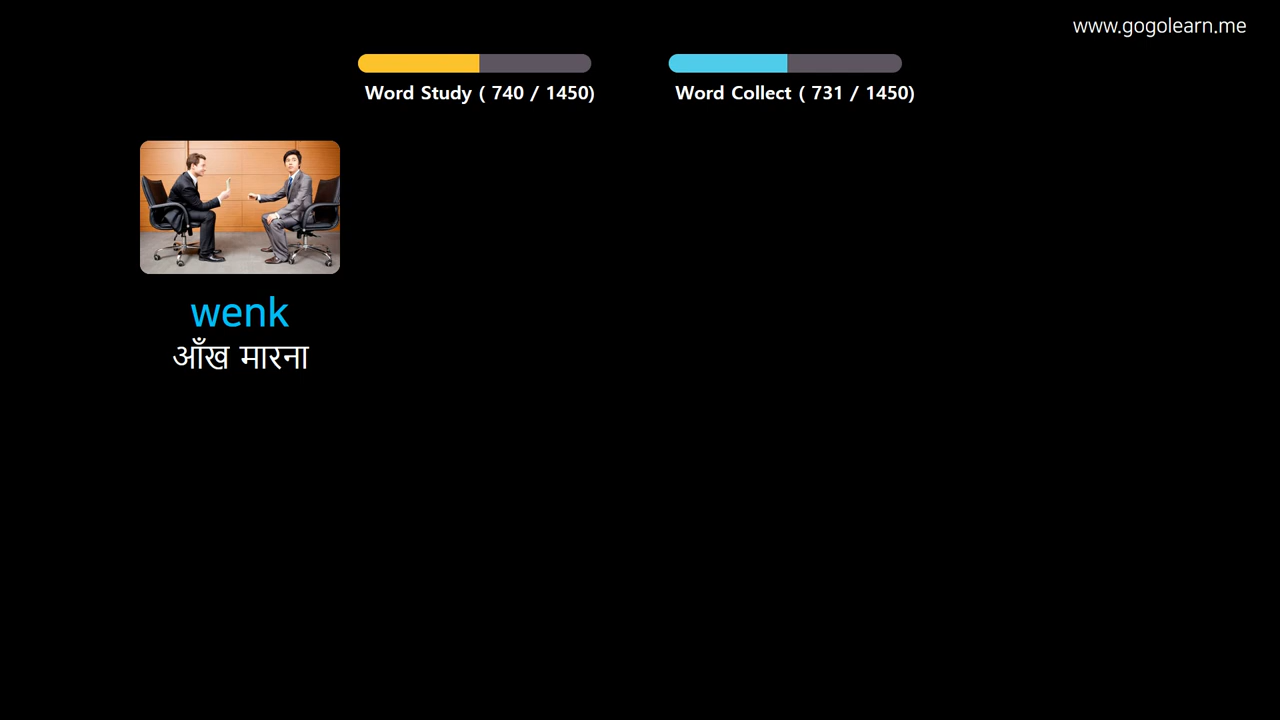 www.gogolearn.me
Word Study ( 740 / 1450)
Word Collect ( 731 / 1450)
wenk
आँख मारना